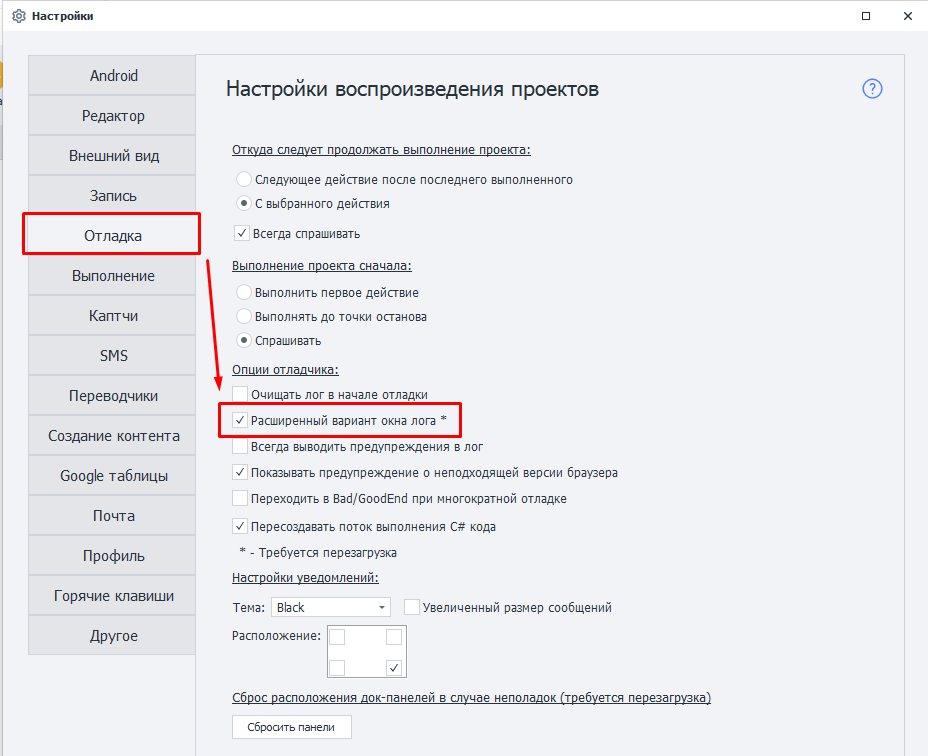 Настройки
Android
Редактор
Внешний вид
Запись
Отладка
Выполнение
Каптчи
SMS
Переводчики
Создание контента
Google таблицы
Почта
Профиль
Горячие клавиши
Другое
Настройки воспроизведения проектов
?
Откуда следует продолжать выполнение проекта:
Следующее действие после последнего выполненного
С выбранного действия
Всегда спрашивать
Выполнение проекта сначала:
Выполнить первое действие
Выполнять до точки останова
Спрашивать
Опции отладчика:
Очищать лог в начале отладки
Расширенный вариант окна лога *
Всегда выводить предупреждения в лог
Показывать предупреждение о неподходящей версии браузера
Переходить в Bad/GoodEnd при многократной отладке
Пересоздавать поток выполнения C# кода
* - Требуется перезагрузка
Настройки уведомлений:
Тема: Black Увеличенный размер сообщений
Расположение:
Сброс расположения док-панелей в случае неполадок (требуется перезагрузка)
Сбросить панели